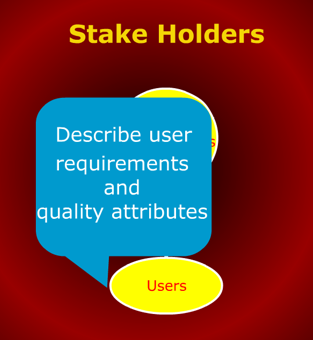 Stake Holders
Describe user
requirements
and
quality attributes
Users